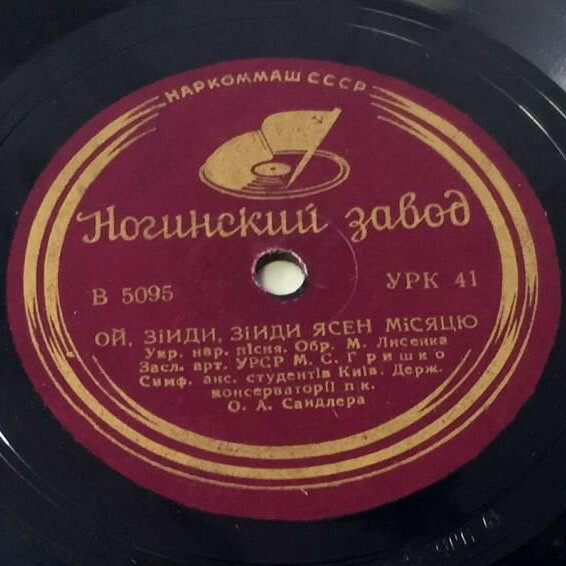 НАРКОММАШ СССР
Ногинский завод
В 5095
УРК 41
ОЙ, ЗІЙДИ, ЗІЙДИ ЯСЕН МІСЯЦЮ
Укр. нар. пісня. Обр. М. Лисенка
Засл. арт. УРСР М. С. Гришко
Симф. анс. студентів Київ. Держ.
консерваторії п/к.
О. А. Сандлера